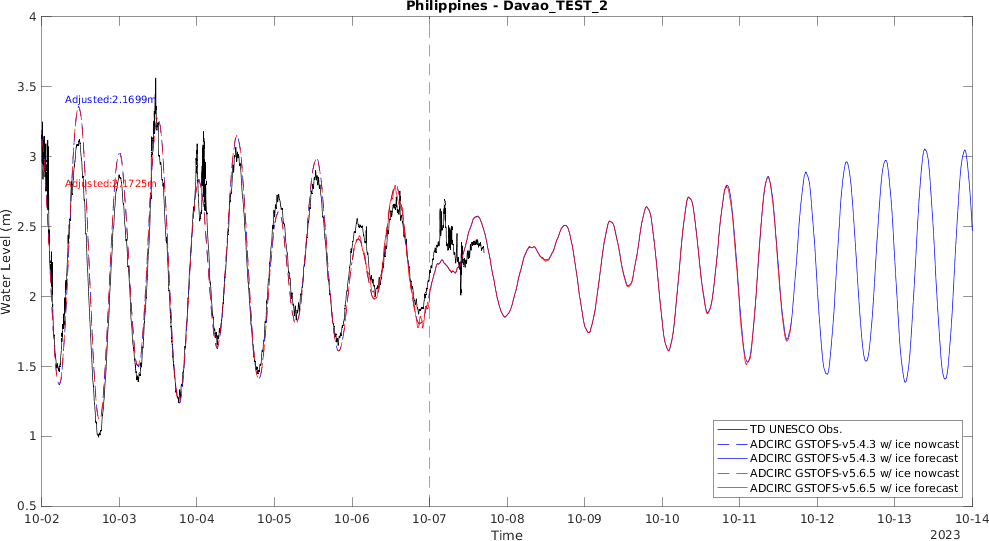 Philippines - Davao_TEST_2
4
3.5
3
2.5
2
1.5
1
0.5
Water Level (m)
Adjusted:2.1699m
Adjusted:2.1725m
TD UNESCO Obs.
ADCIRC GSTOFS-v5.4.3 w/ ice nowcast
ADCIRC GSTOFS-v5.4.3 w/ ice forecast
ADCIRC GSTOFS-v5.6.5 w/ ice nowcast
ADCIRC GSTOFS-v5.6.5 w/ ice forecast
10-02 10-03 10-04 10-05 10-06 10-07 10-08 10-09 10-10 10-11 10-12 10-13 10-14
Time
2023